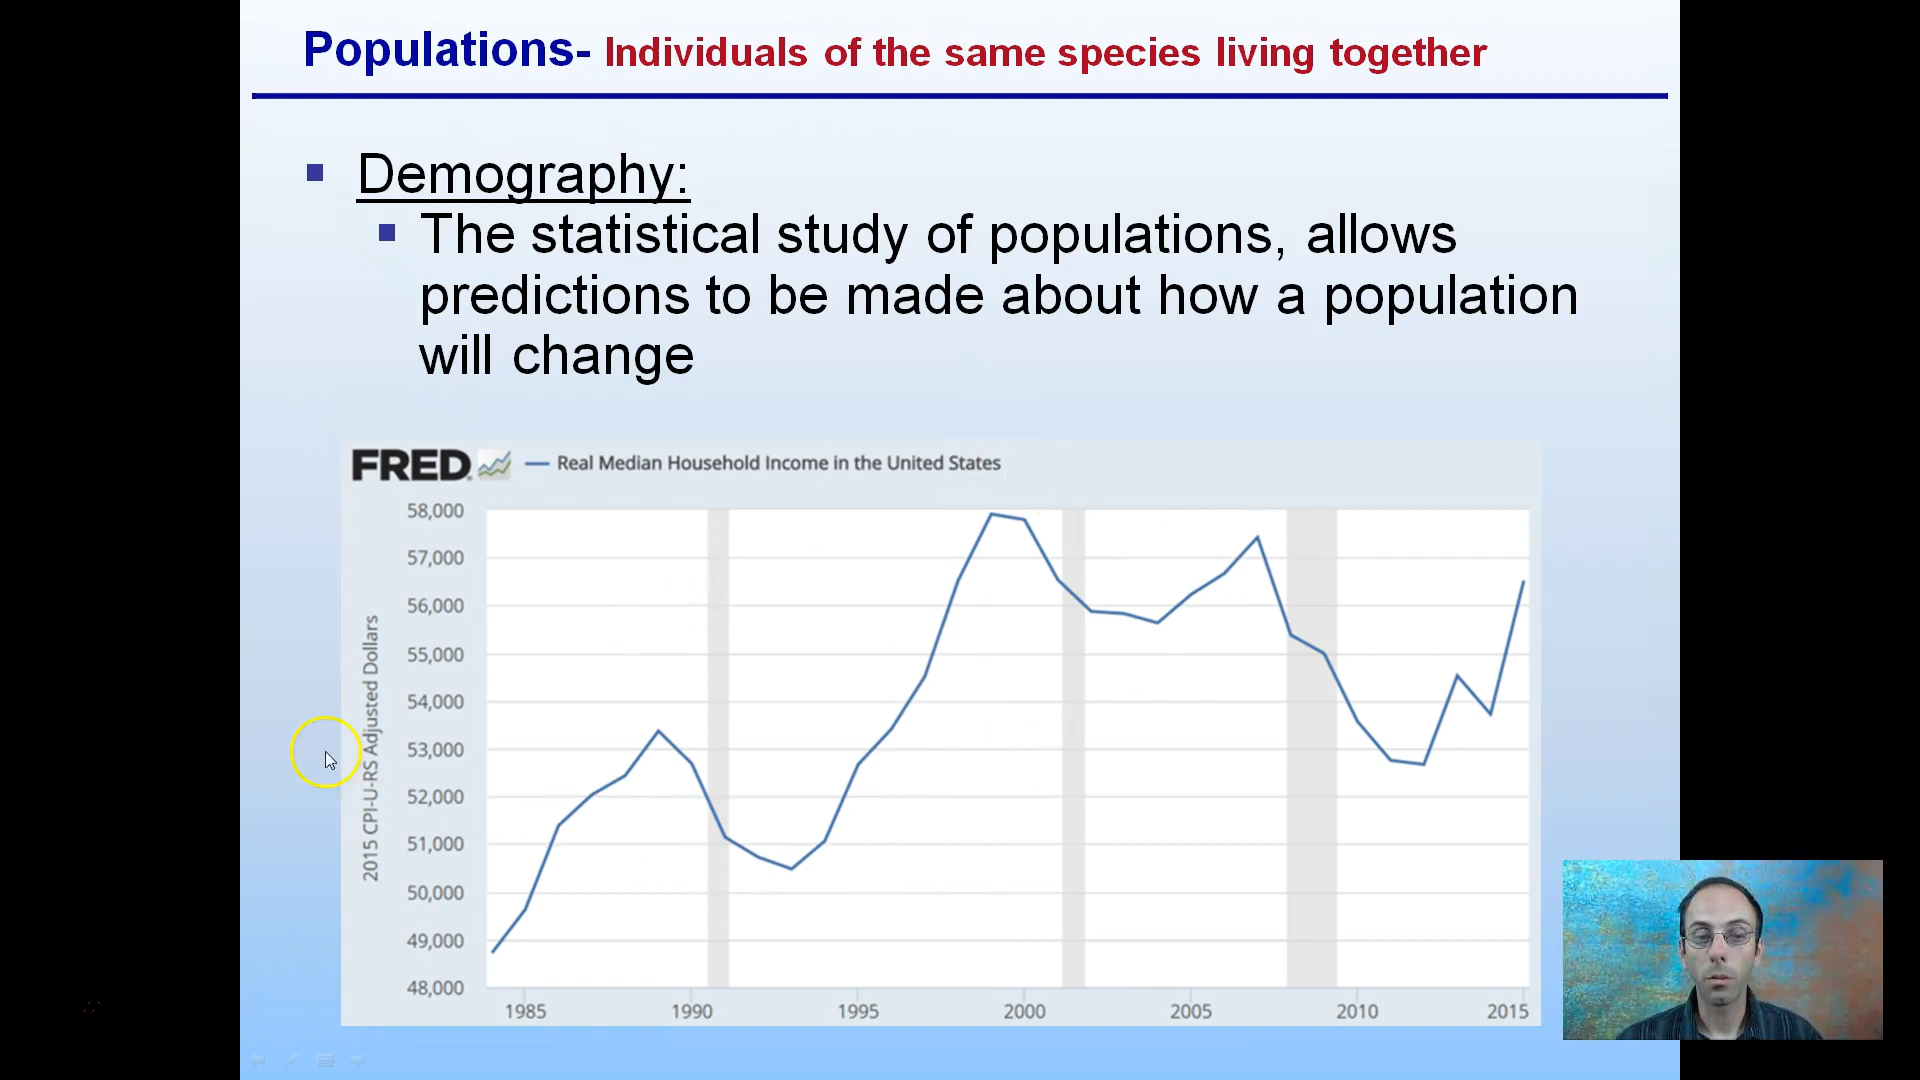 Populations- Individuals of the same species living together
Demography:
The statistical study of populations, allows
predictions to be made about how a population
will change
FRED Real Median Household Income in the United States
2015 CPI-U-RS Adjusted Dollars
58,000
57,000
56,000
55,000
54,000
53,000
52,000
51,000
50,000
49,000
48,000
1985 1990 1995 2000 2005 2010 2015